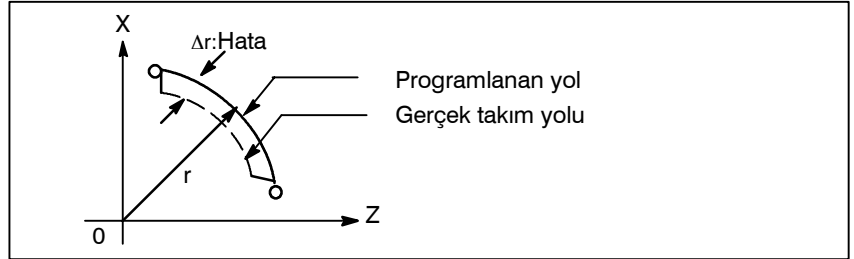 X
Δr:Hata
Programlanan yol
Gerçek takım yolu
r
Z
0